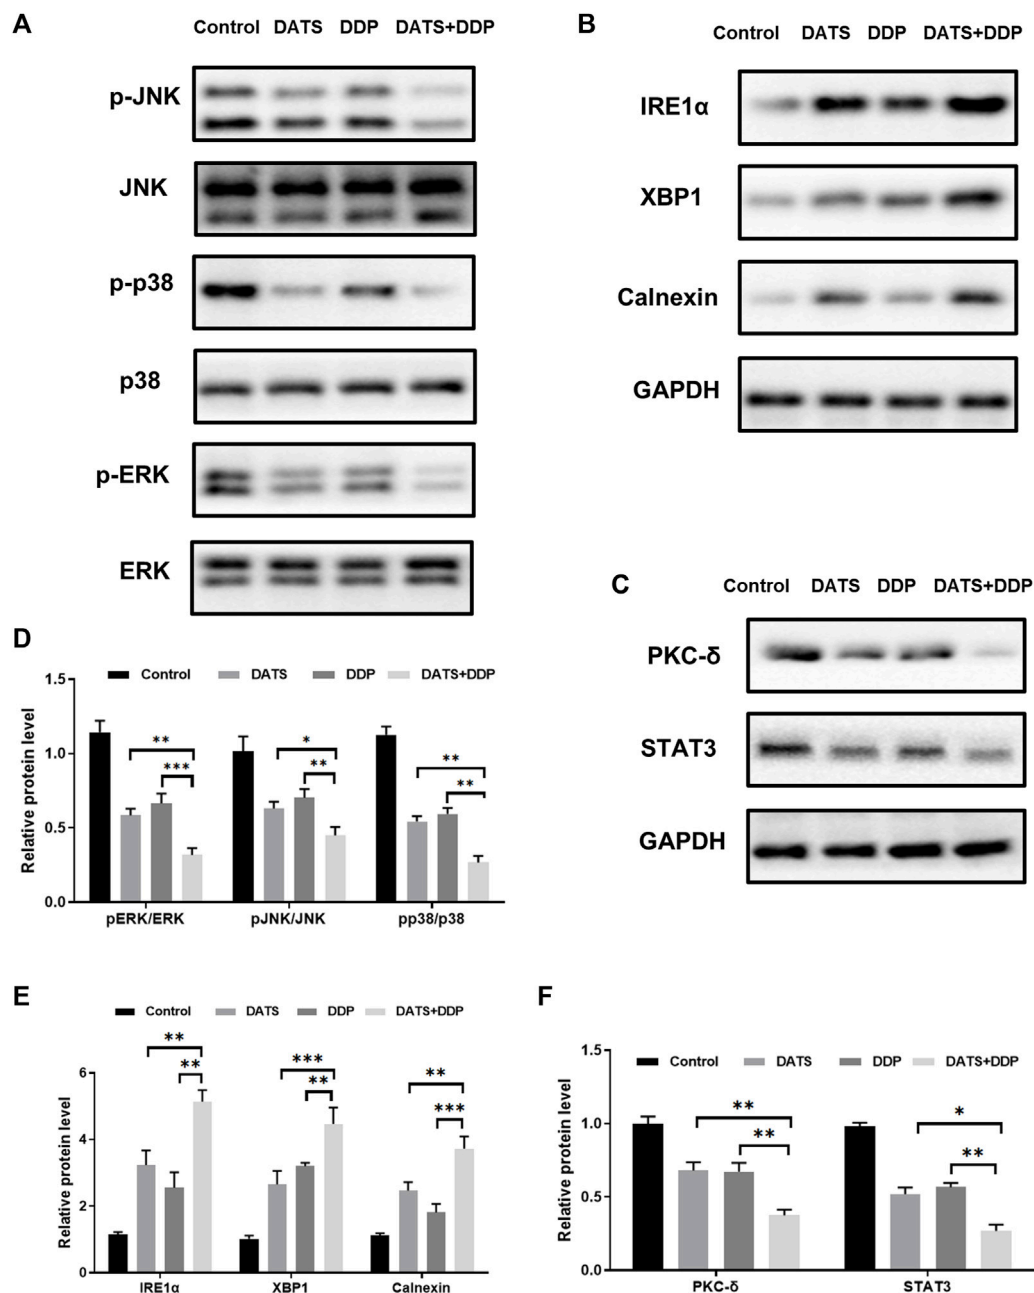 A
Control DATS DDP DATS+DDP
p-JNK
JNK
p-p38
p38
p-ERK
ERK
B
Control DATS DDP DATS+DDP
IRE1α
XBP1
Calnexin
GAPDH
C
Control DATS DDP DATS+DDP
PKC-δ
STAT3
GAPDH
D
Control DATS DDP DATS+DDP
Relative protein level
1.5
1.0
0.5
0.0
** *** * ** ** **
pERK/ERK pJNK/JNK pp38/p38
E
Control DATS DDP DATS+DDP
Relative protein level
6
4
2
0
** ** *** ** ** ***
IRE1α XBP1 Calnexin
F
Control DATS DDP DATS+DDP
Relative protein level
1.5
1.0
0.5
0.0
** ** * **
PKC-δ STAT3